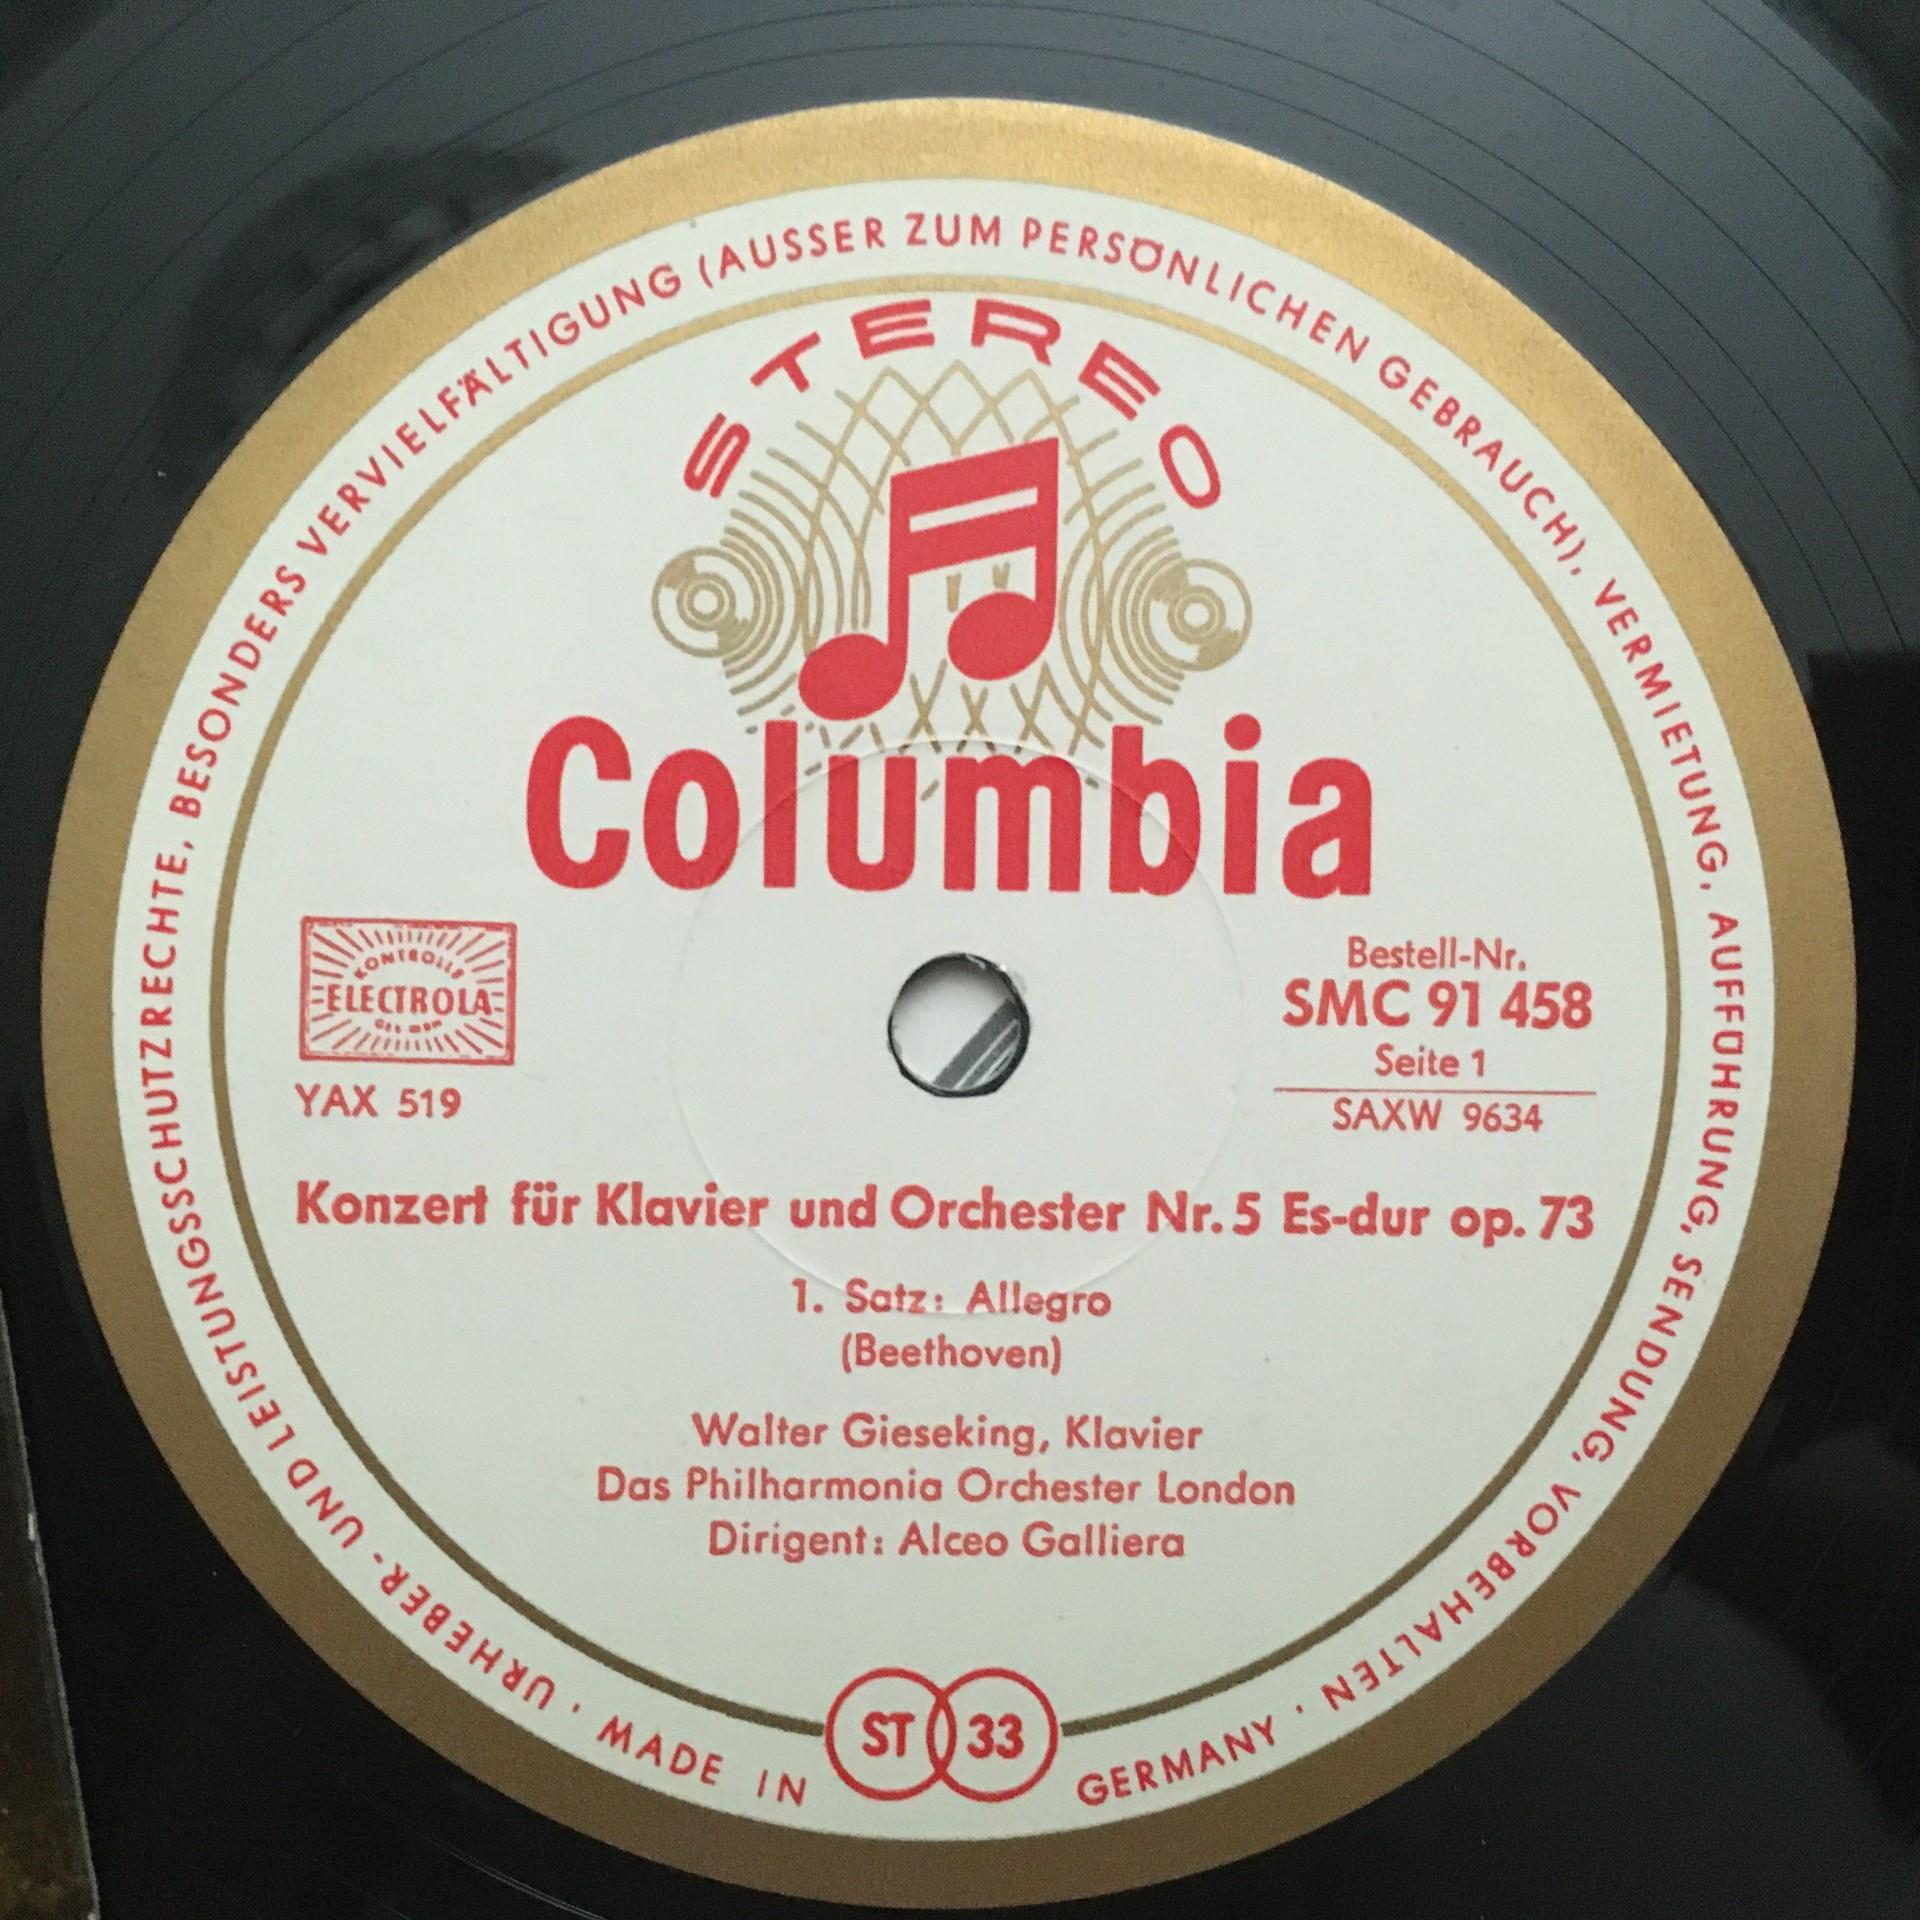 URHEBER- UND LEISTUNGSSCHUTZRECHTE, BESONDERS VERVIELFÄLTIGUNG (AUSSER ZUM PERSÖNLICHEN GEBRAUCH), VERMIETUNG, AUFFÜHRUNG, SENDUNG, VORBEHALTEN · MADE IN GERMANY ·
STEREO
Columbia
KONTROLLE
ELECTROLA
YAX 519
Bestell-Nr.
SMC 91 458
Seite 1
SAXW 9634
Konzert für Klavier und Orchester Nr. 5 Es-dur op. 73
1. Satz: Allegro
(Beethoven)
Walter Gieseking, Klavier
Das Philharmonia Orchester London
Dirigent: Alceo Galliera
ST 33